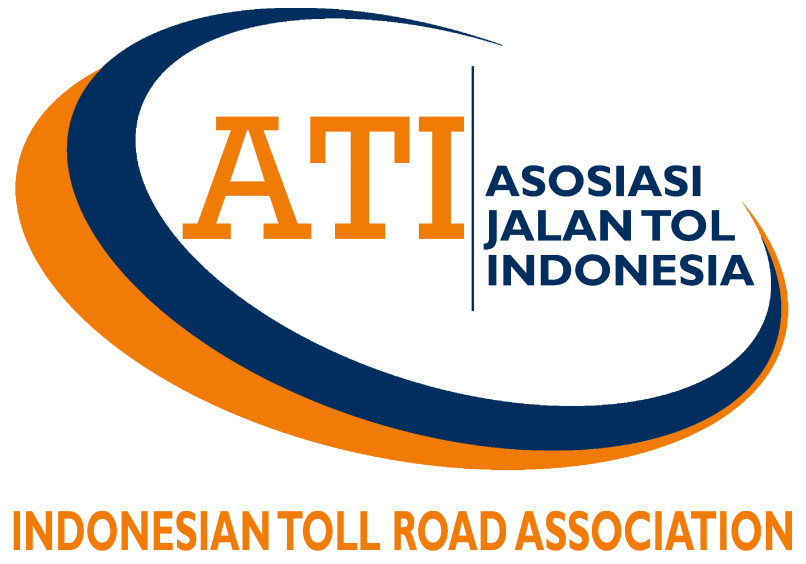 ATI
ASOSIASI
JALAN TOL
INDONESIA
INDONESIAN TOLL ROAD ASSOCIATION